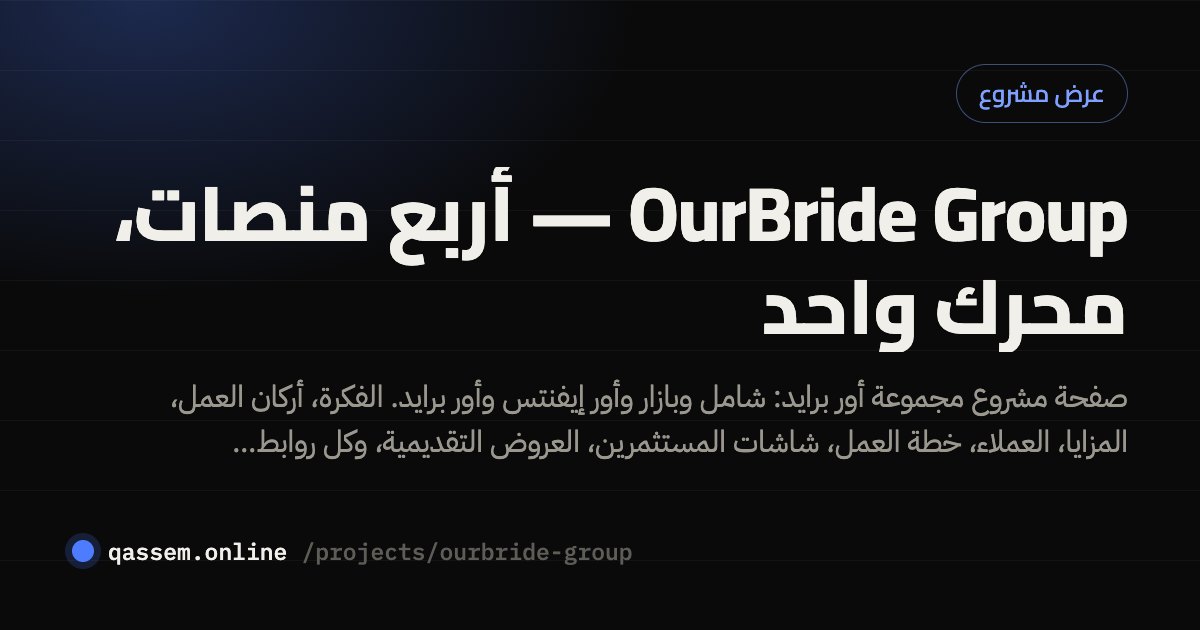 عرض مشروع
OurBride Group — أربع منصات،
محرك واحد
صفحة مشروع مجموعة أور برايد: شامل وبازار وأور إيفنتس وأور برايد. الفكرة، أركان العمل،
المزايا، العملاء، خطة العمل، شاشات المستثمرين، العروض التقديمية، وكل روابط...
qassem.online /projects/ourbride-group